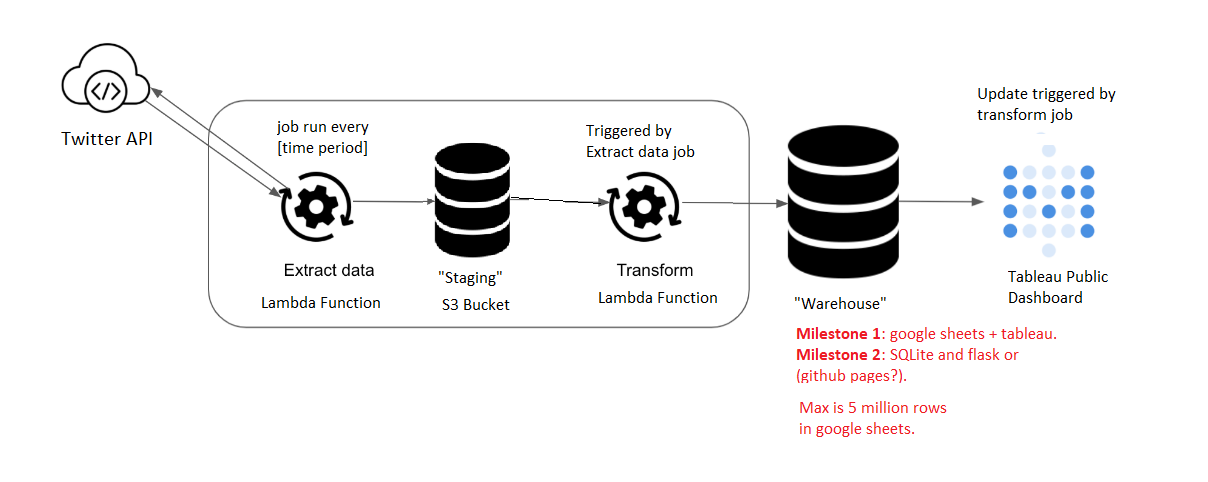 Twitter API
</>
job run every
[time period]
Extract data
Lambda Function
"Staging"
S3 Bucket
Triggered by
Extract data job
Transform
Lambda Function
"Warehouse"
Milestone 1: google sheets + tableau.
Milestone 2: SQLite and flask or
(github pages?).
Max is 5 million rows
in google sheets.
Update triggered by
transform job
Tableau Public
Dashboard